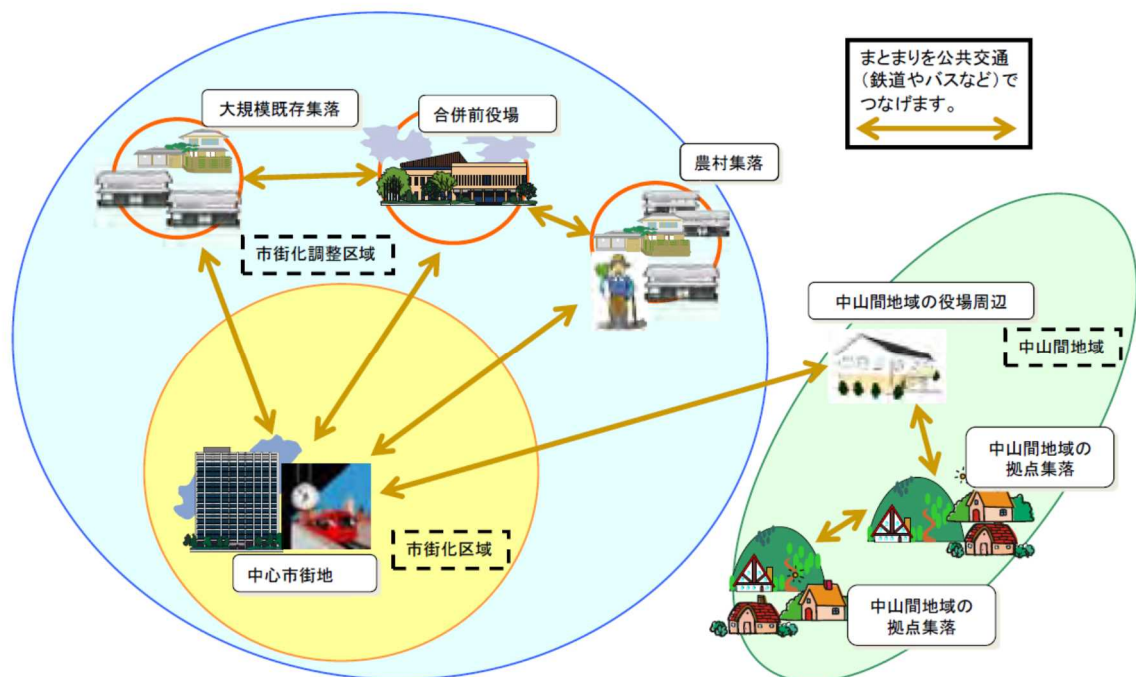 まとまりを公共交通
（鉄道やバスなど）で
つなげます。
大規模既存集落
合併前役場
農村集落
市街化調整区域
中山間地域の役場周辺
中山間地域
中山間地域の
拠点集落
市街化区域
中心市街地
中山間地域の
拠点集落